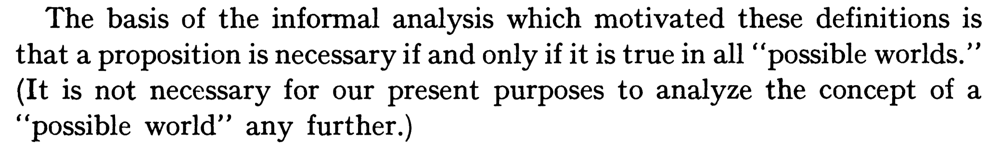 The basis of the informal analysis which motivated these definitions is
that a proposition is necessary if and only if it is true in all “possible worlds.”
(It is not necessary for our present purposes to analyze the concept of a
“possible world” any further.)